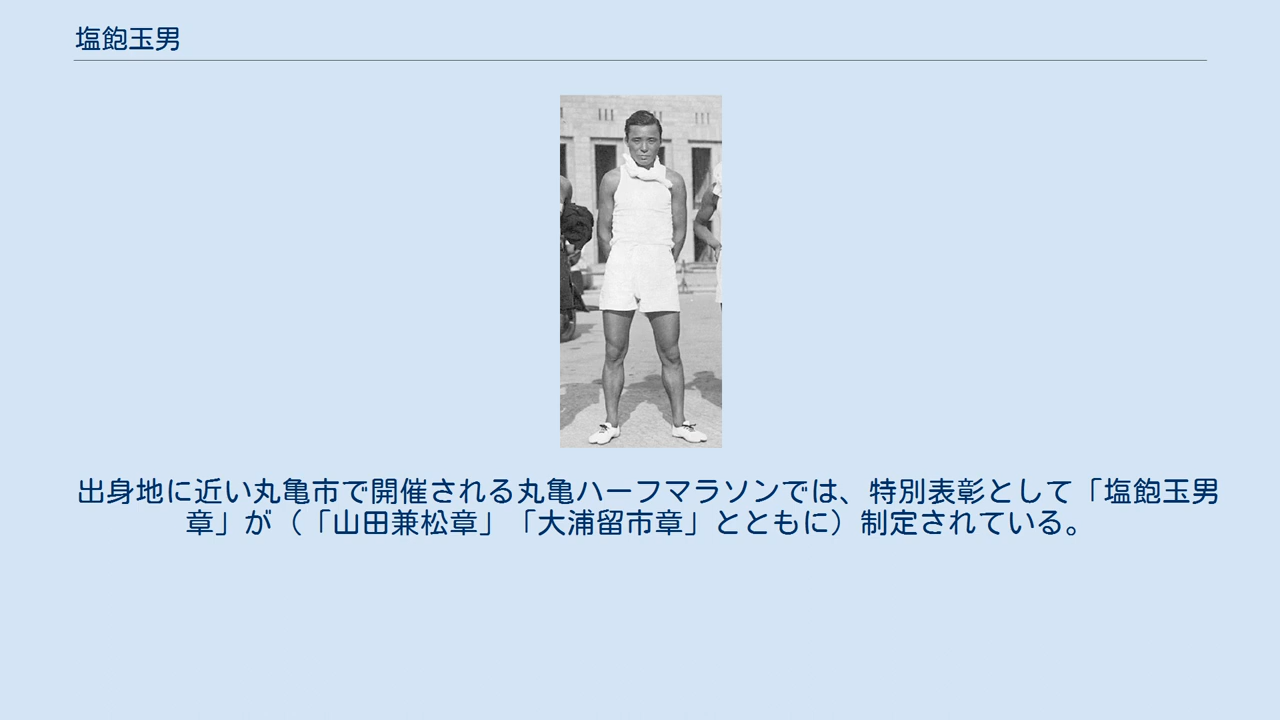 塩飽玉男
出身地に近い丸亀市で開催される丸亀ハーフマラソンでは、特別表彰として「塩飽玉男
章」が（「山田兼松章」「大浦留市章」とともに）制定されている。